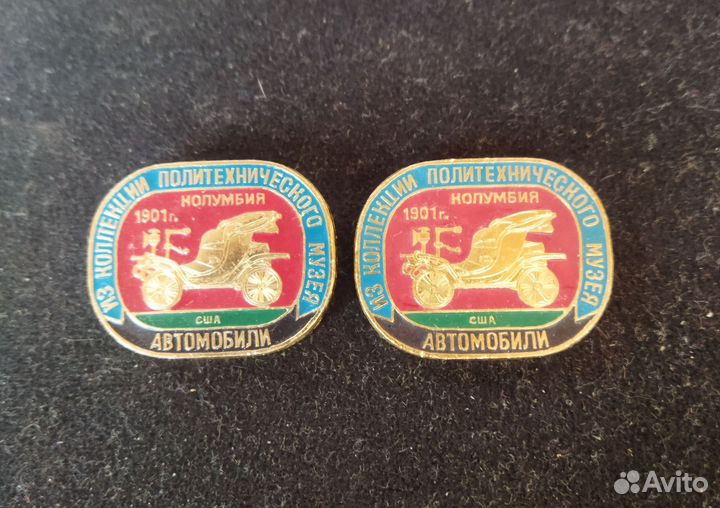 ИЗ КОЛЛЕКЦИИ ПОЛИТЕХНИЧЕСКОГО МУЗЕЯ
КОЛУМБИЯ
1901г.
США
АВТОМОБИЛИ
ИЗ КОЛЛЕКЦИИ ПОЛИТЕХНИЧЕСКОГО МУЗЕЯ
КОЛУМБИЯ
1901г.
США
АВТОМОБИЛИ
Avito